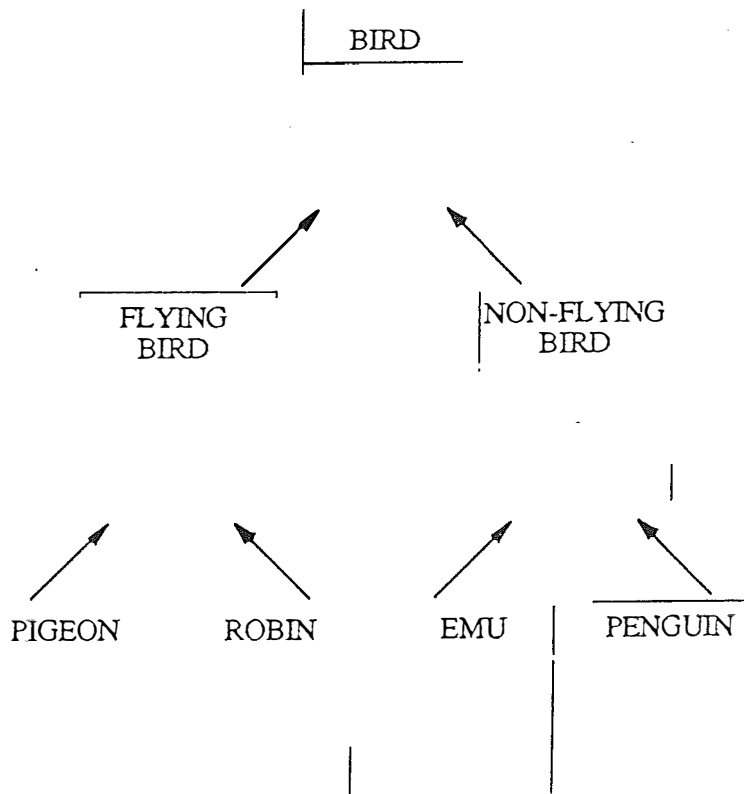 BIRD
FLYING
BIRD
NON-FLYING
BIRD
PIGEON
ROBIN
EMU
PENGUIN